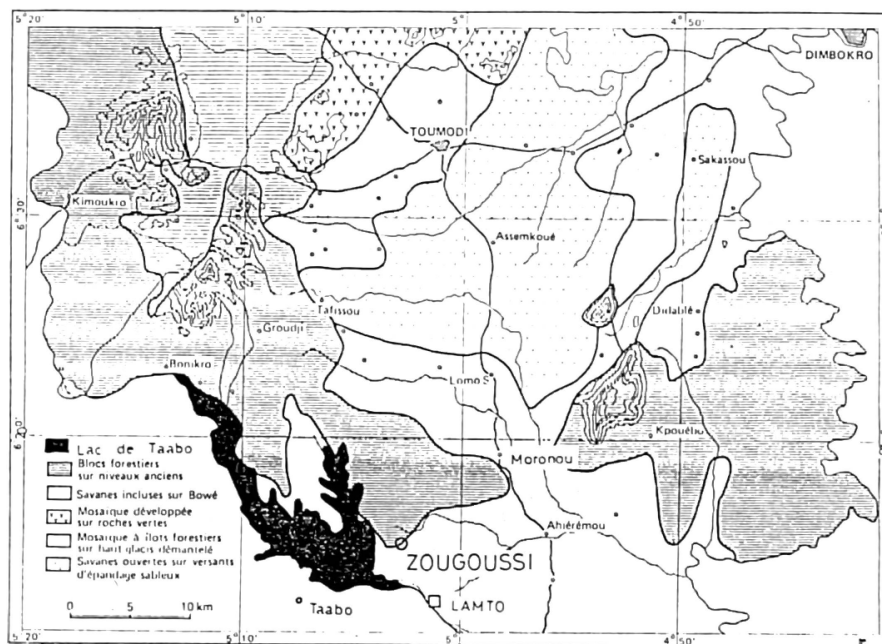 5° 20'
5° 10'
5°
4° 50'
DIMBOKRO
TOUMODI
Sakassou
Kimoukro
6° 30'
Assemkoué
Tafissou
Groudji
Bonikro
Lomo S
6° 20'
Kpouébo
Moronou
Ahiérémou
ZOUGOUSSI
LAMTO
Taabo
Lac de Taabo
Blocs forestiers
sur niveaux anciens
Savanes incluses sur Bowé
Mosaïque développée
sur roches vertes
Mosaïque à ilots forestiers
sur haut glacis démantelé
Savanes ouvertes sur versants
d'épandage sableux
0 5 10 km
5° 20'
5° 10'
5°
4° 50'